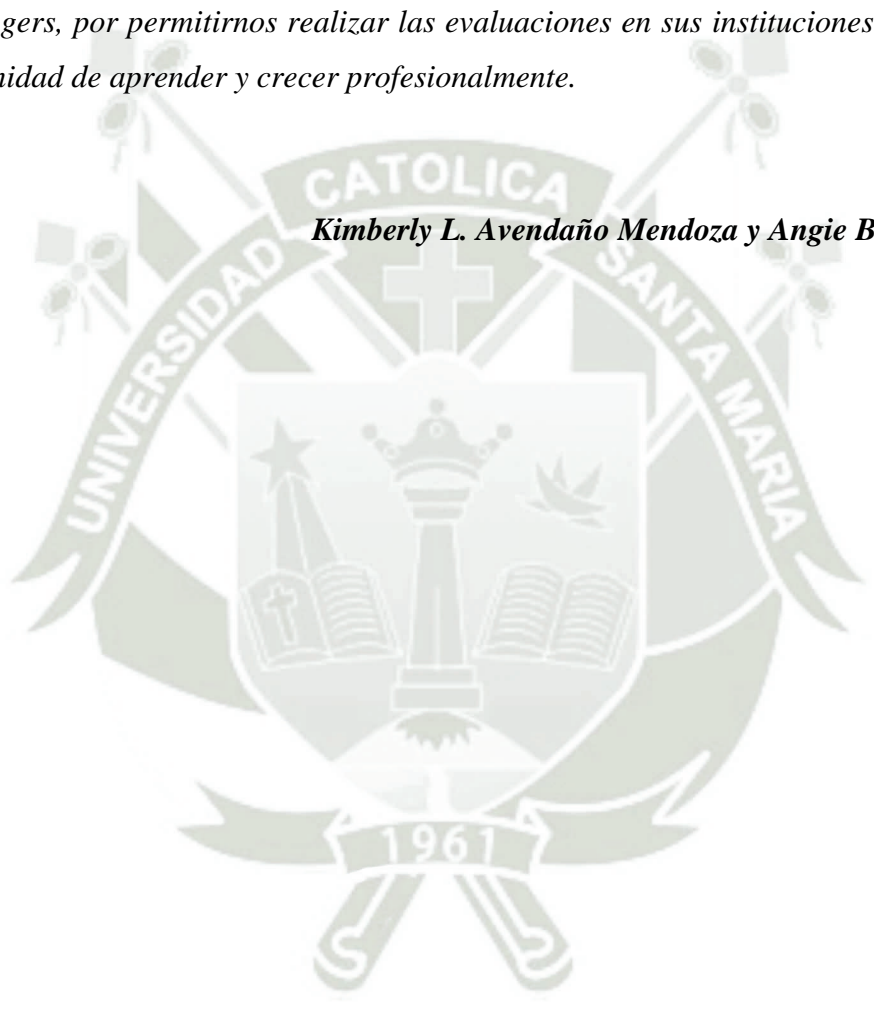 gers, por permitirnos realizar las evaluaciones en sus instituciones
nidad de aprender y crecer profesionalmente.
CATOLICA
Kimberly L. Avendaño Mendoza y Angie B
UNIVERSIDAD
SANTA MARIA
1961